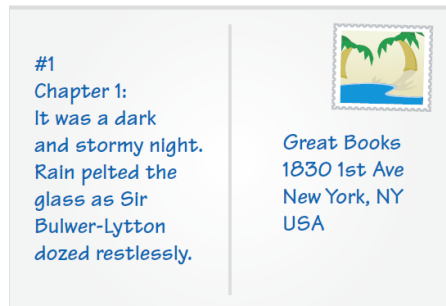 #1
Chapter 1:
It was a dark
and stormy night.
Rain pelted the
glass as Sir
Bulwer-Lytton
dozed restlessly.
Great Books
1830 1st Ave
New York, NY
USA